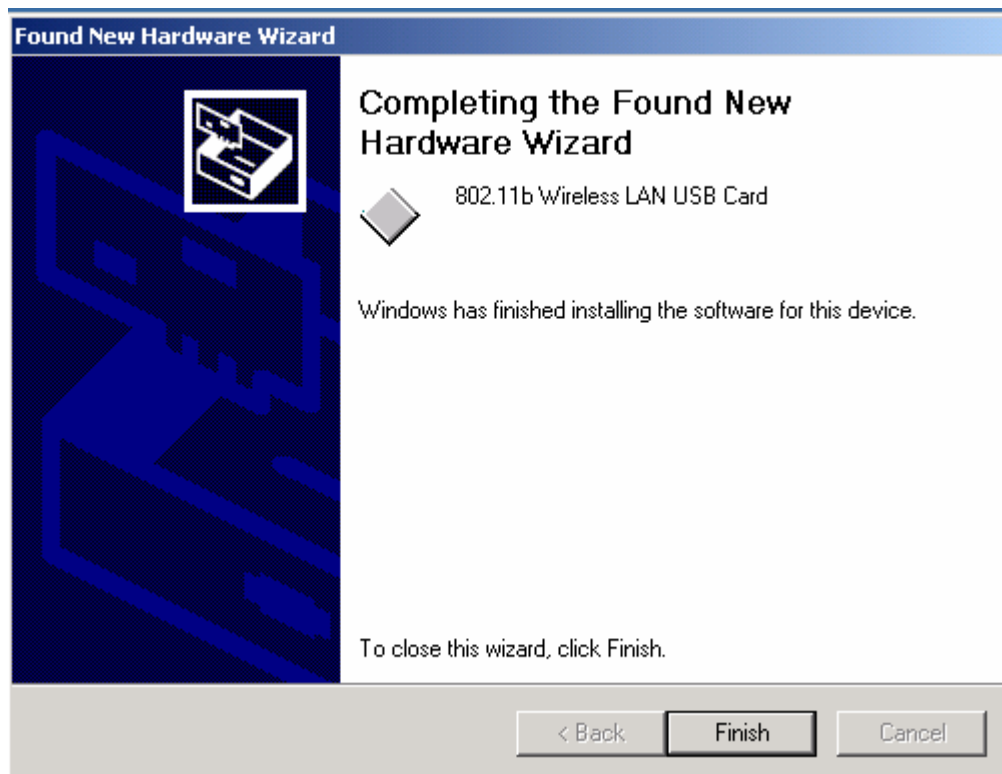 Found New Hardware Wizard
Completing the Found New
Hardware Wizard
802.11b Wireless LAN USB Card
Windows has finished installing the software for this device.
To close this wizard, click Finish.
< Back
Finish
Cancel